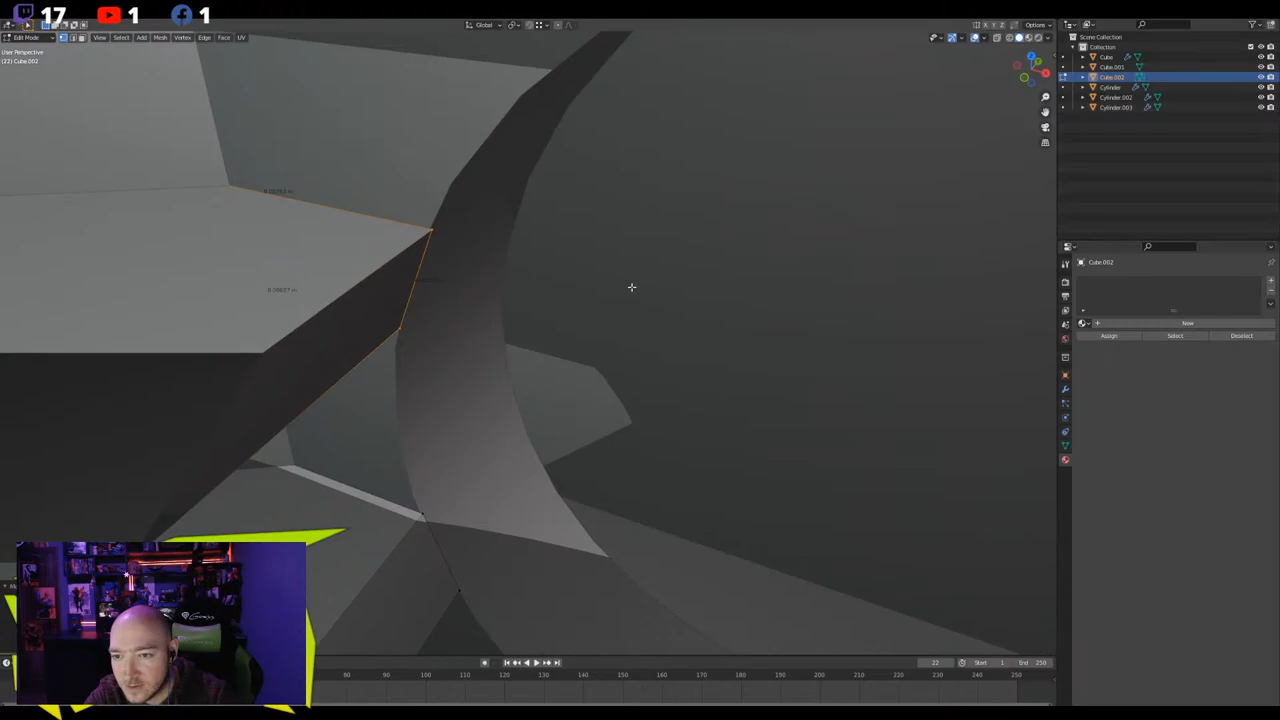 17 1 1
Global
Options
Edit Mode View Select Add Mesh Vertex Edge Face UV
User Perspective
(22) Cube.002
Scene Collection
Collection
Cube
Cube.001
Cube.002
Cylinder
Cylinder.002
Cylinder.003
Cube.002
New
Assign Select Deselect
22 Start 1 End 250
80 90 100 110 120 130 140 150 160 170 180 190 200 210 220 230 240 250